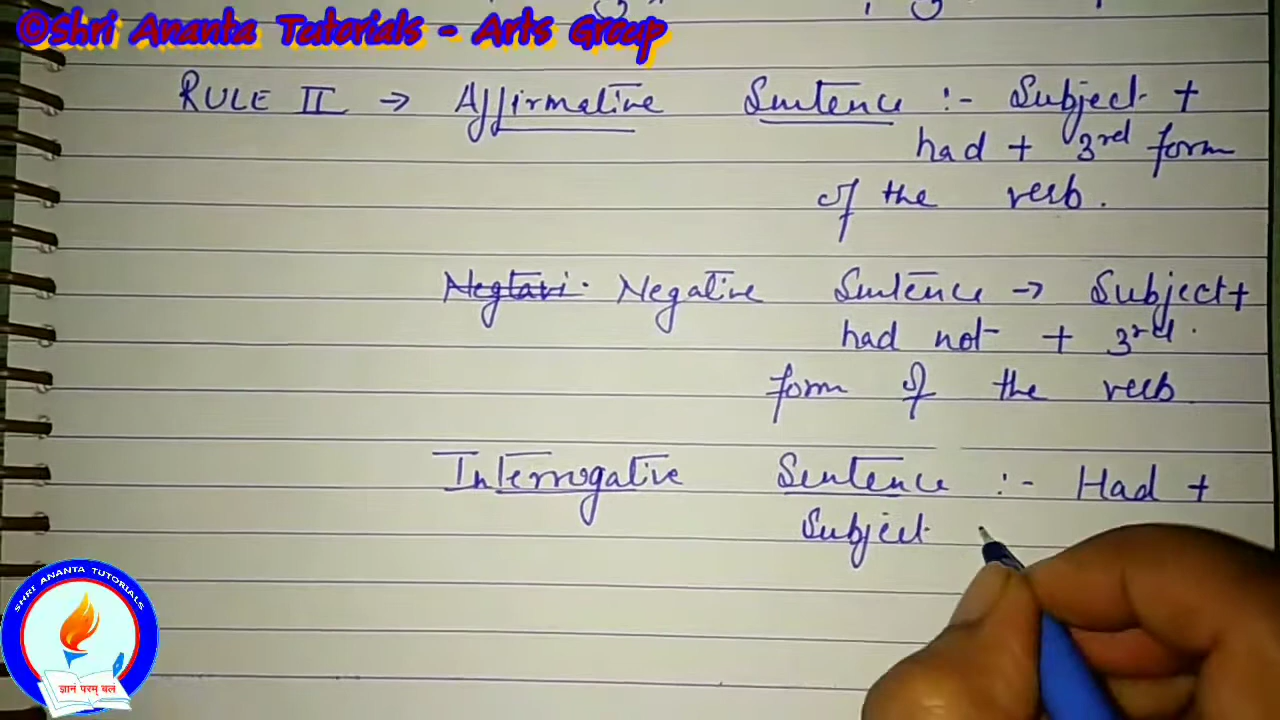 ©Shri Ananta Tutorials - Arts Group
RULE II → Affirmative Sentence :- Subject +
had + 3rd form
of the verb.
Neglavi. Negative Sentence → Subject +
had not + 3rd.
form of the verb
Interrogative Sentence :- Had +
Subject
SHRI ANANTA TUTORIALS
ज्ञानं परम् बलं